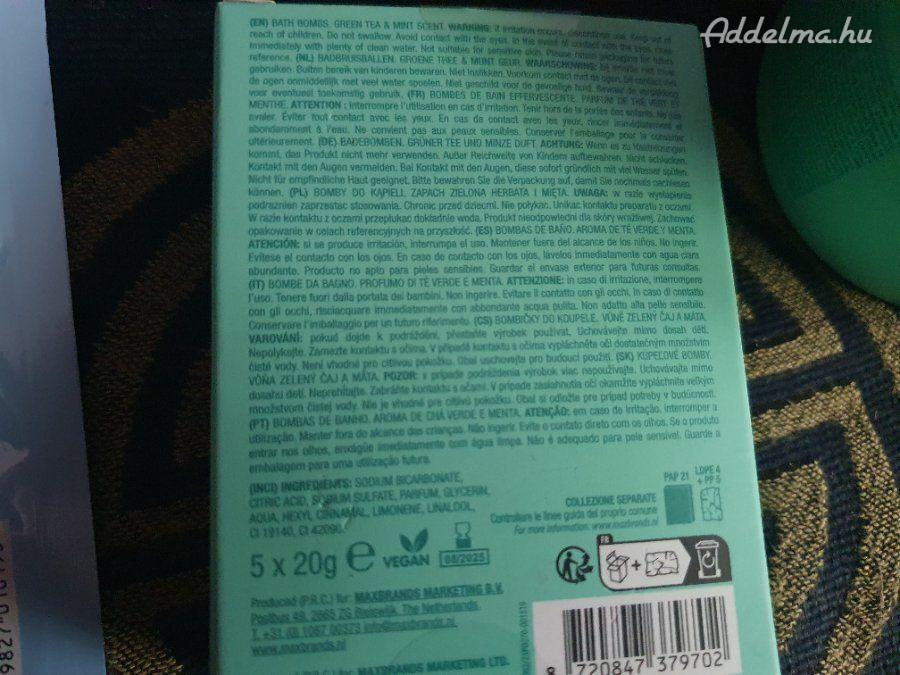 Addelma.hu
(EN) BATH BOMBS. GREEN TEA & MINT SCENT. WARNING: if irritation occurs, discontinue use. Keep out of
reach of children. Do not swallow. Avoid contact with the eyes. In the event of contact with the eyes, rinse
immediately with plenty of clean water. Not suitable for sensitive skin. Please retain packaging for future
reference. (NL) BADBRUISBALLEN. GROENE THEE & MUNT GEUR. WAARSCHUWING: bij irritatie niet meer
gebruiken. Buiten bereik van kinderen bewaren. Niet inslikken. Voorkom contact met de ogen, bij contact met
de ogen onmiddellijk met veel water spoelen. Niet geschikt voor de gevoelige huid. Bewaar de verpakking
voor eventueel toekomstig gebruik. (FR) BOMBES DE BAIN EFFERVESCENTE. PARFUM DE THÉ VERT ET
MENTHE. ATTENTION : interrompre l'utilisation en cas d'irritation. Tenir hors de la portée des enfants. Ne pas
avaler. Éviter tout contact avec les yeux. En cas de contact avec les yeux, rincer immédiatement et
abondamment à l'eau. Ne convient pas aux peaux sensibles. Conserver l'emballage pour le consulter
ultérieurement. (DE) BADEBOMBEN. GRÜNER TEE UND MINZE DUFT. ACHTUNG: Wenn es zu Hautreizungen
kommt, das Produkt nicht mehr verwenden. Außer Reichweite von Kindern aufbewahren. Nicht schlucken.
Kontakt mit den Augen vermeiden. Bei Kontakt mit den Augen, diese sofort gründlich mit viel Wasser spülen.
Nicht für empfindliche Haut geeignet. Bitte bewahren Sie die Verpackung auf, damit Sie nochmals nachlesen
können. (PL) BOMBY DO KĄPIELI. ZAPACH ZIELONA HERBATA I MIĘTA. UWAGA: w razie wystąpienia
podrażnien zaprzestac stosowania. Chronic przed dziećmi. Nie połykac. Unikac kontaktu preparatu z oczami.
W razie kontaktu z oczami przepłukac dokładnie woda. Produkt nieodpowiedni dla skóry wrażliwej. Zachować
opakowanie w celach referencyjnych na przyszłość. (ES) BOMBAS DE BAÑO. AROMA DE TÉ VERDE Y MENTA.
ATENCIÓN: si se produce irritación, interrumpa el uso. Mantener fuera del alcance de los niños. No ingerir.
Evítese el contacto con los ojos. En caso de contacto con los ojos, lávelos inmediatamente con agua clara
abundante. Producto no apto para pieles sensibles. Guardar el envase exterior para futuras consultas.
(IT) BOMBE DA BAGNO. PROFUMO DI TÈ VERDE E MENTA. ATTENZIONE: in caso di irritazione, interrompere
l'uso. Tenere fuori dalla portata dei bambini. Non ingerire. Evitare il contatto con gli occhi. In caso di contatto
con gli occhi, risciacquare immediatamente con abbondante acqua pulita. Non adatto alla pelle sensibile.
Conservare l'imballaggio per un futuro riferimento. (CS) BOMBIČKY DO KOUPELE. VŮNĚ ZELENÝ ČAJ A MÁTA.
VAROVÁNÍ: pokud dojde k podráždění, přestaňte výrobek používat. Uchovávejte mimo dosah dětí.
Nepolykejte. Zamezte kontaktu s očima. V případě kontaktu s očima vypláchněte oči dostatečným množstvím
čisté vody. Není vhodné pro citlivou pokožku. Obal uschovejte pro budoucí použití. (SK) KÚPEĽOVÉ BOMBY.
VÔŇA ZELENÝ ČAJ A MÁTA. POZOR: v prípade podráždenia výrobok viac nepoužívajte. Uchovávajte mimo
dosahu detí. Neprehĺtajte. Zabráňte kontaktu s očami. V prípade zasiahnutia očí okamžite vypláchnite veľkým
množstvom čistej vody. Nie je vhodné pre citlivú pokožku. Obal si odložte pre prípad potreby v budúcnosti.
(PT) BOMBAS DE BANHO. AROMA DE CHÁ VERDE E MENTA. ATENÇÃO: em caso de irritação, interromper a
utilização. Manter fora do alcance das crianças. Não ingerir. Evite o contato direto com os olhos. Se o produto
entrar nos olhos, enxágue imediatamente com água limpa. Não é adequado para pele sensível. Guarde a
embalagem para uma utilização futura.
(INCI) INGREDIENTS: SODIUM BICARBONATE,
CITRIC ACID, SODIUM SULFATE, PARFUM, GLYCERIN,
AQUA, HEXYL CINNAMAL, LIMONENE, LINALOOL,
CI 19140, CI 42090.
PAP 21
LDPE 4
+ PP 5
COLLEZIONE SEPARATE
Controllare le linee guida del proprio comune
For more information: www.maxbrands.nl
5 x 20g e
VEGAN
08/2025
FR
Produced (P.R.C.) for: MAXBRANDS MARKETING B.V.
Postbus 49, 2665 ZG Bleiswijk, The Netherlands.
T. +31 (0) 1067 00373 info@maxbrands.nl
www.maxbrands.nl
MAXBRANDS MARKETING LTD.
8 720847 379702